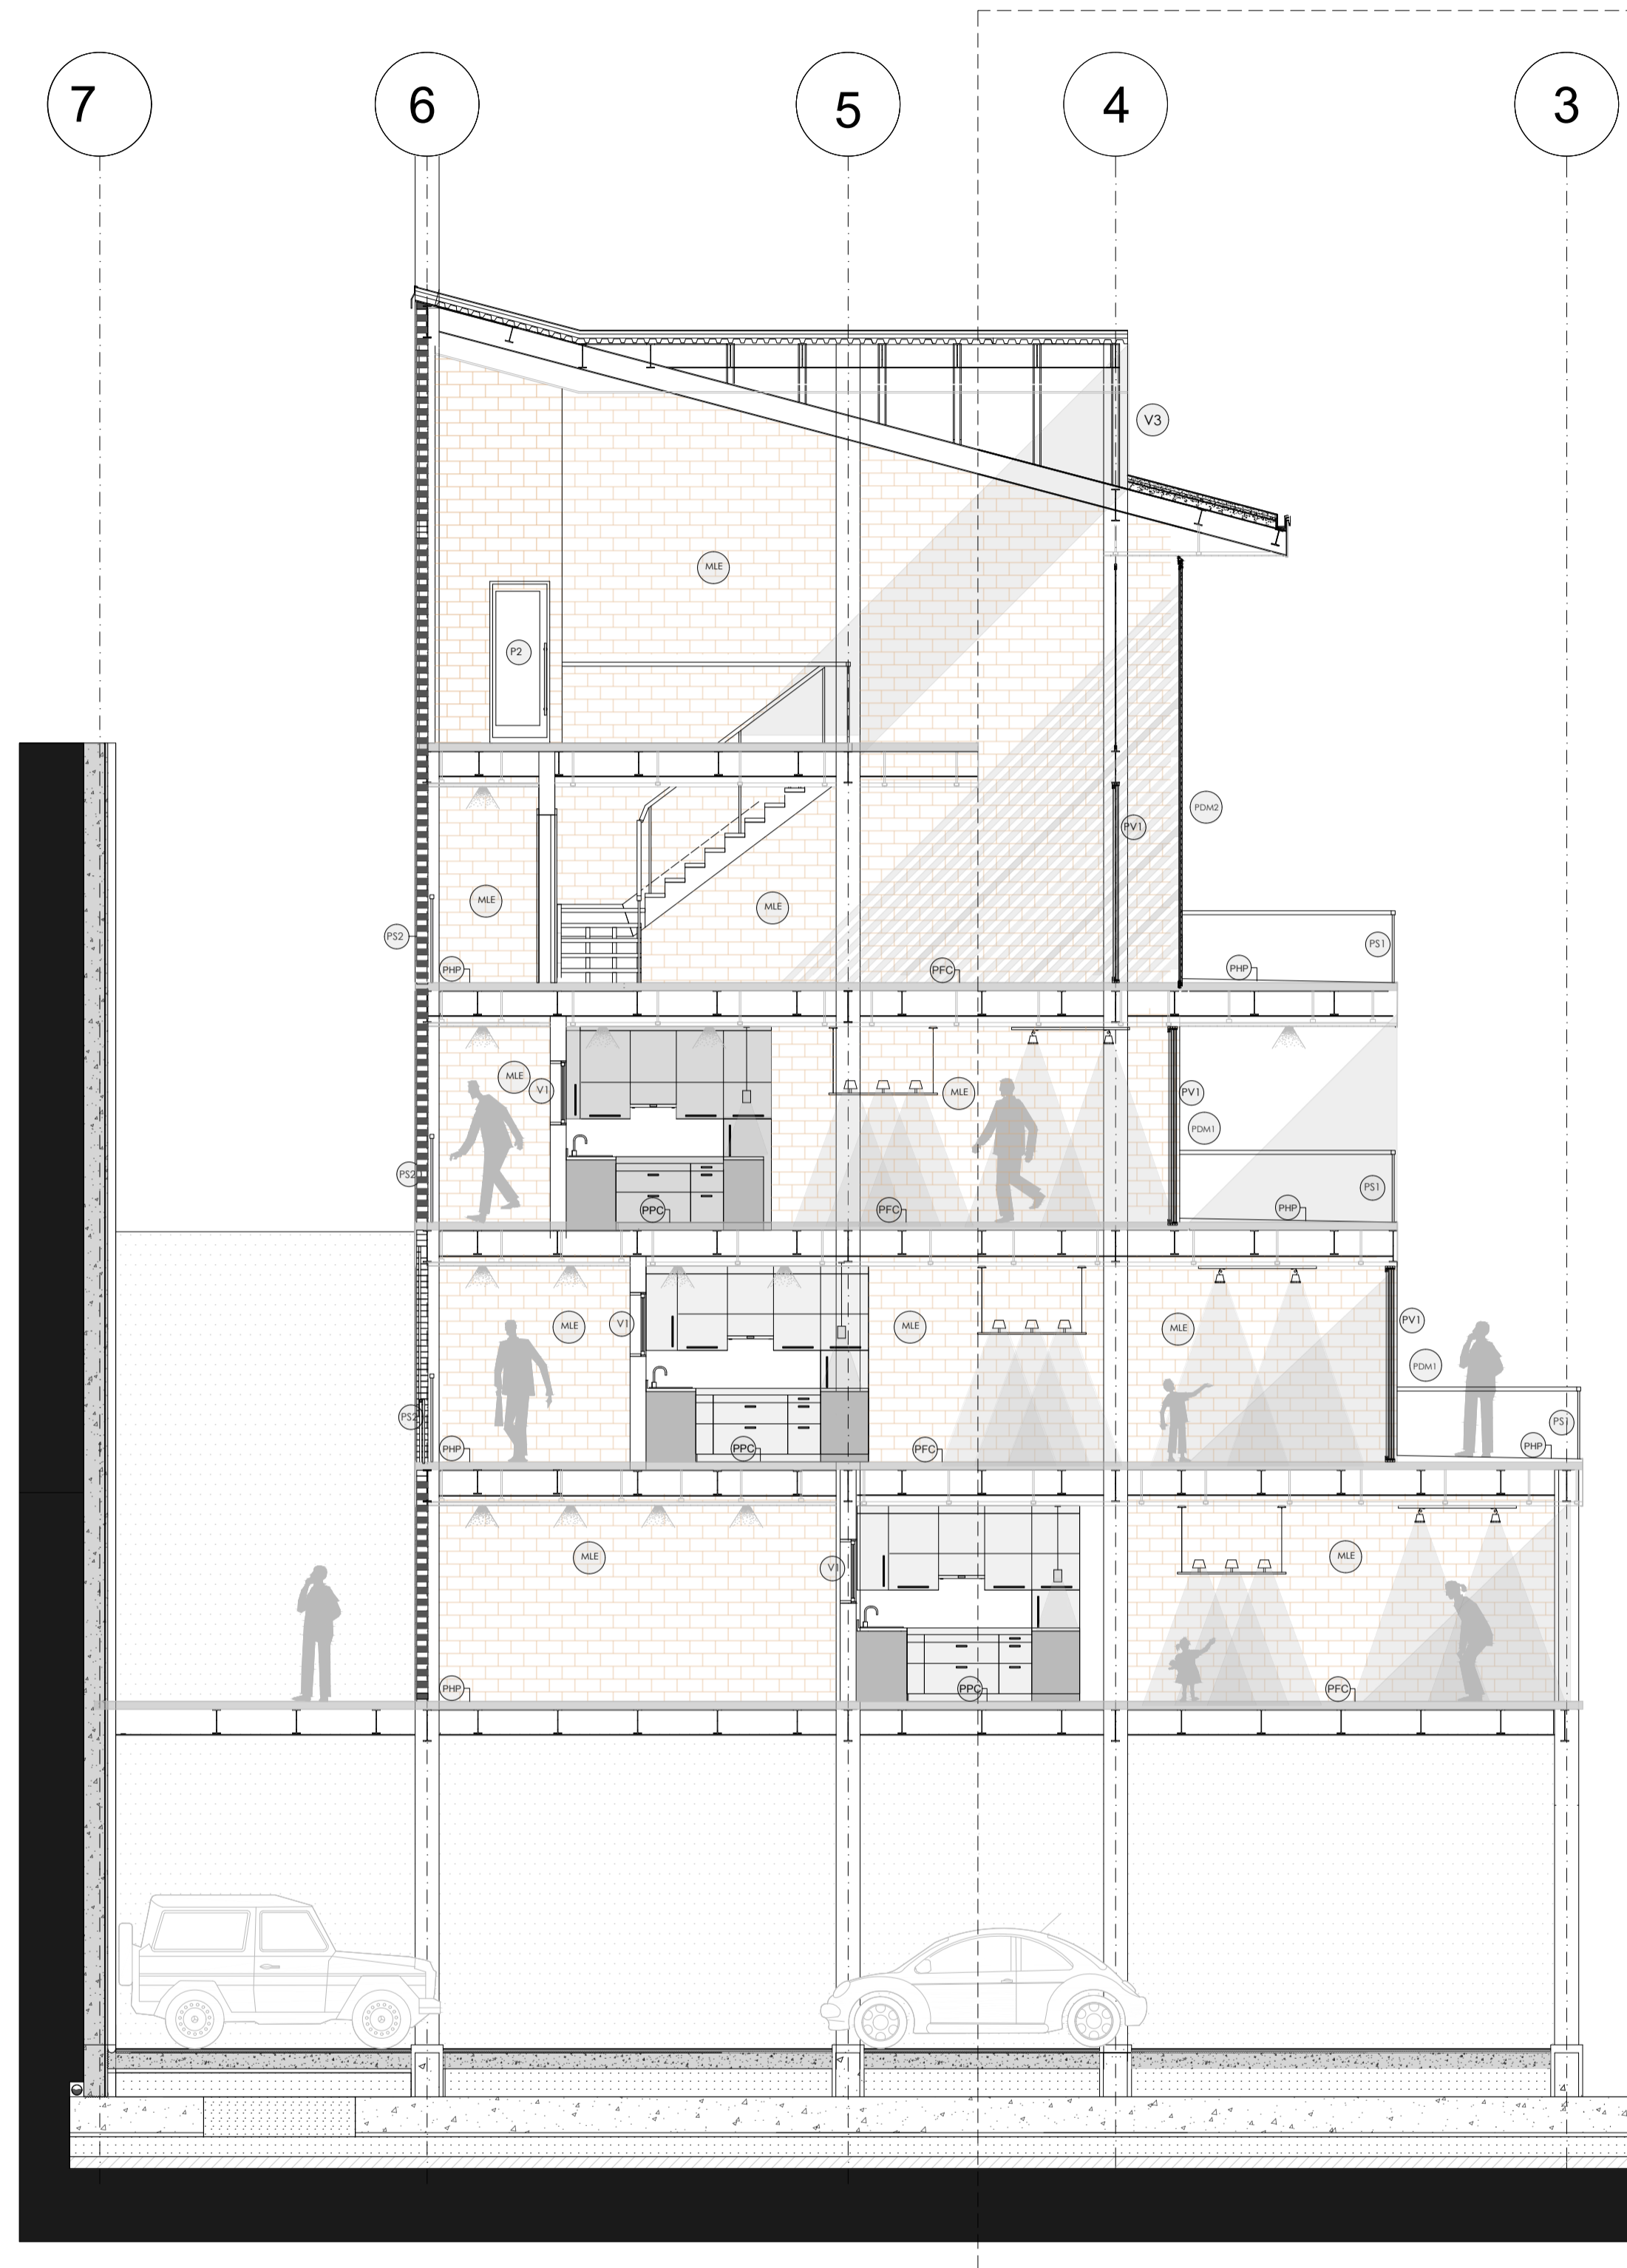 7 6 5 4 3
V3
MLE
P2
PDM2
PV1
MLE
MLE
PS2
PS1
PHP
PFC
PHP
MLE
V1
MLE
PV1
PDM1
PS2
PS1
PPC
PFC
PHP
MLE
V1
MLE
MLE
PV1
PDM1
PS2
PS1
PHP
PPC
PFC
PHP
MLE
V1
MLE
PHP
PPC
PFC